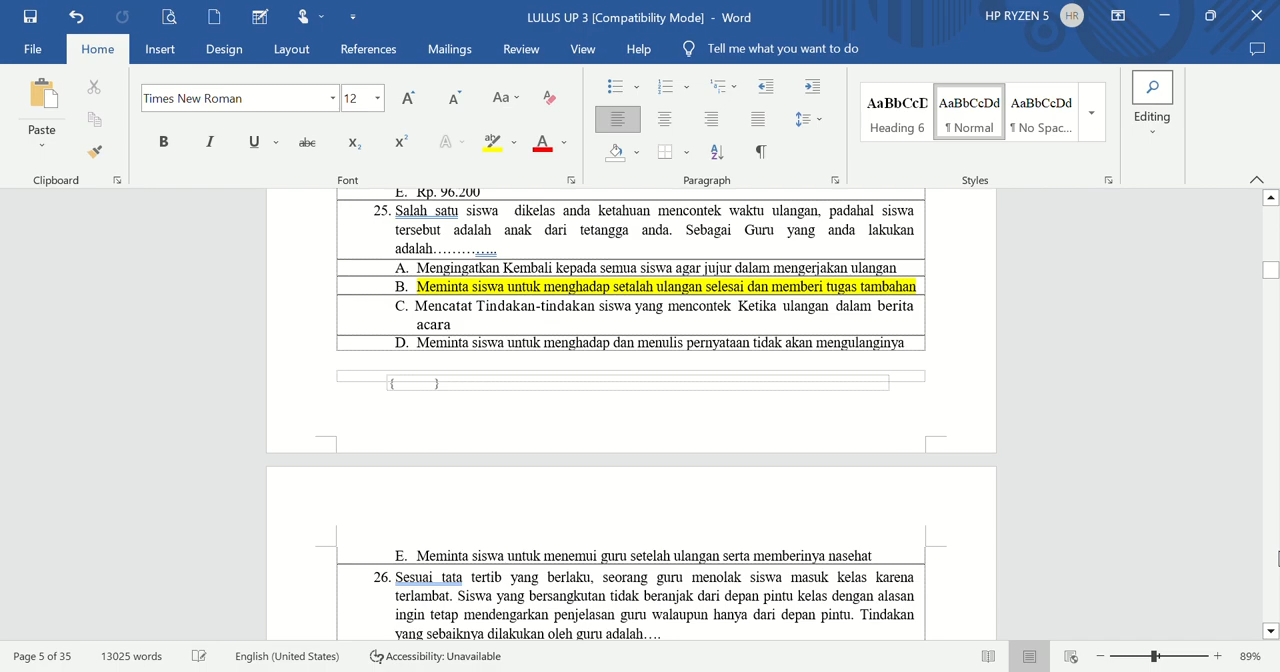 LULUS UP 3 [Compatibility Mode] - Word
HP RYZEN 5 HR
File Home Insert Design Layout References Mailings Review View Help Tell me what you want to do
Paste
Clipboard
Times New Roman 12
Font
Paragraph
AaBbCcD AaBbCcDd AaBbCcDd
Heading 6 ¶ Normal ¶ No Spac...
Styles
Editing
E. Rp. 96.200
25. Salah satu siswa dikelas anda ketahuan mencontek waktu ulangan, padahal siswa
tersebut adalah anak dari tetangga anda. Sebagai Guru yang anda lakukan
adalah…………..
A. Mengingatkan Kembali kepada semua siswa agar jujur dalam mengerjakan ulangan
B. Meminta siswa untuk menghadap setalah ulangan selesai dan memberi tugas tambahan
C. Mencatat Tindakan-tindakan siswa yang mencontek Ketika ulangan dalam berita
acara
D. Meminta siswa untuk menghadap dan menulis pernyataan tidak akan mengulanginya
{ }
E. Meminta siswa untuk menemui guru setelah ulangan serta memberinya nasehat
26. Sesuai tata tertib yang berlaku, seorang guru menolak siswa masuk kelas karena
terlambat. Siswa yang bersangkutan tidak beranjak dari depan pintu kelas dengan alasan
ingin tetap mendengarkan penjelasan guru walaupun hanya dari depan pintu. Tindakan
yang sebaiknya dilakukan oleh guru adalah….
Page 5 of 35 13025 words English (United States) Accessibility: Unavailable 89%